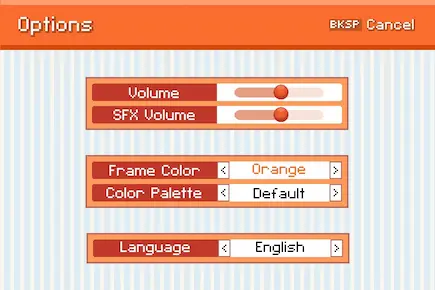 Options
BKSP Cancel
Volume
SFX Volume
Frame Color < Orange >
Color Palette < Default >
Language < English >